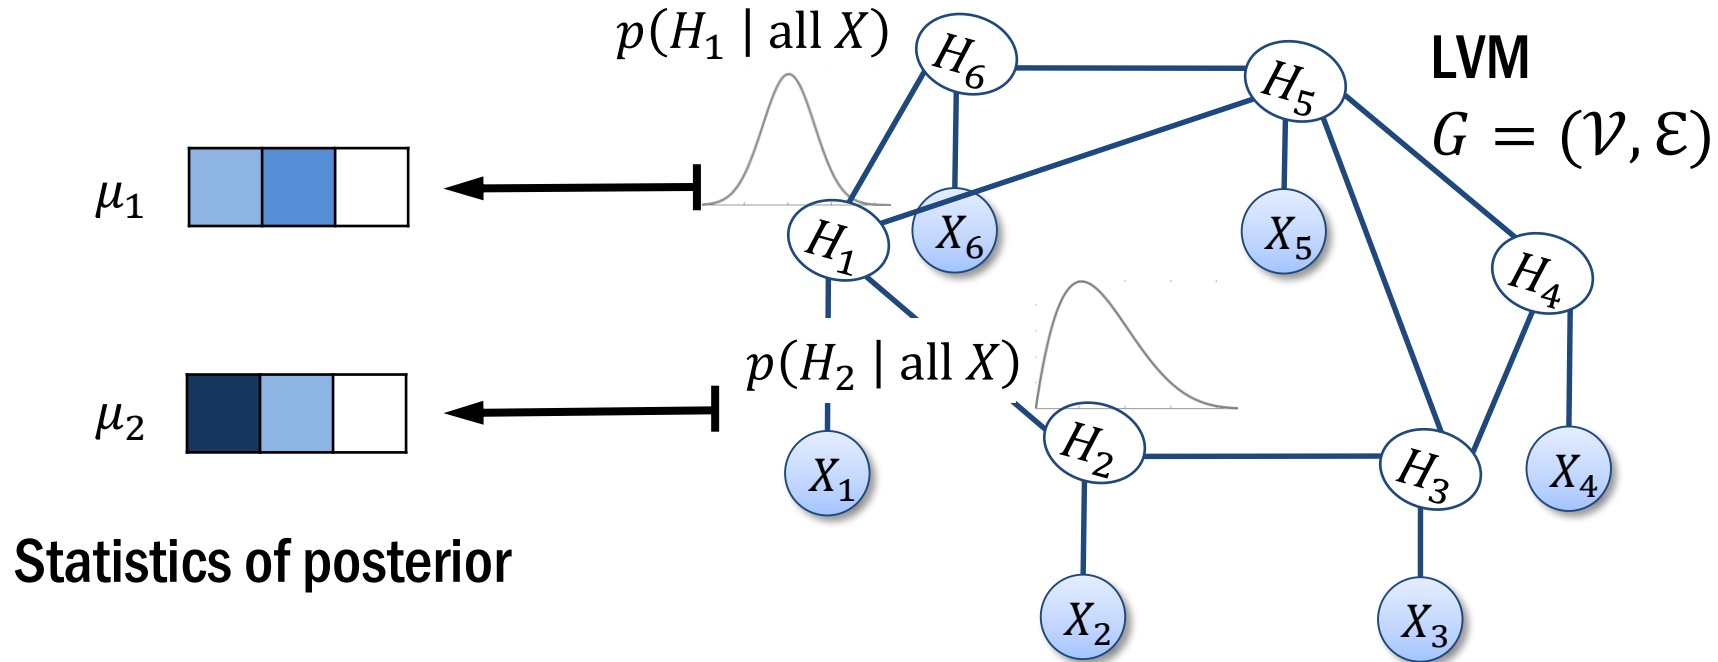 p(H₁ | all X)
H₆
H₅
LVM
G = (𝒱, ℰ)
μ₁
H₁
X₆
X₅
H₄
p(H₂ | all X)
μ₂
H₂
H₃
X₁
X₄
Statistics of posterior
X₂
X₃